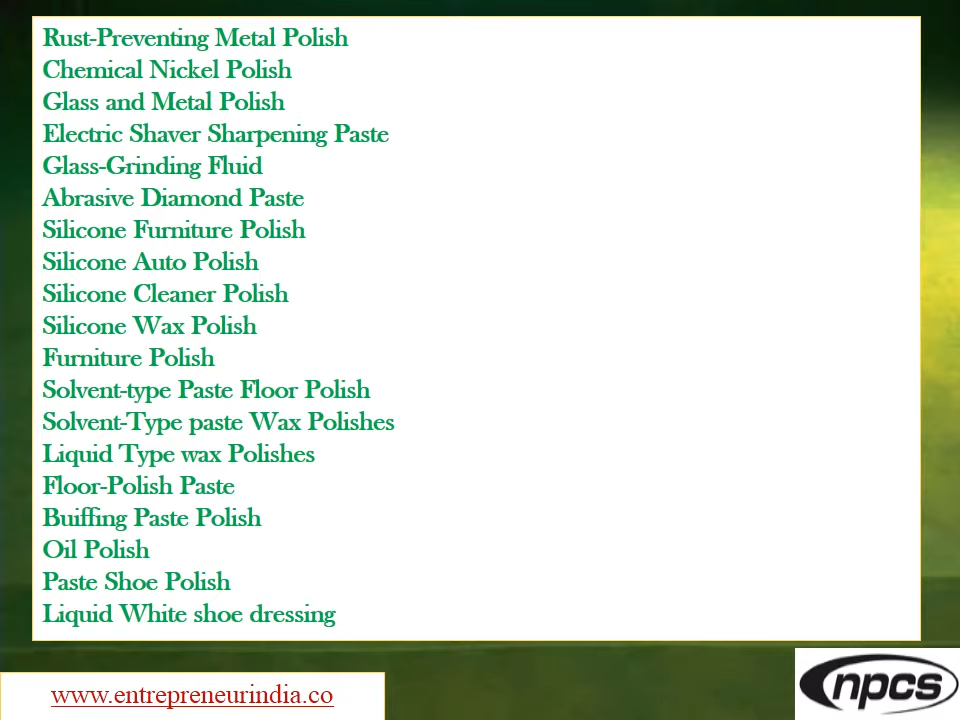 Rust-Preventing Metal Polish
Chemical Nickel Polish
Glass and Metal Polish
Electric Shaver Sharpening Paste
Glass-Grinding Fluid
Abrasive Diamond Paste
Silicone Furniture Polish
Silicone Auto Polish
Silicone Cleaner Polish
Silicone Wax Polish
Furniture Polish
Solvent-type Paste Floor Polish
Solvent-Type paste Wax Polishes
Liquid Type wax Polishes
Floor-Polish Paste
Buiffing Paste Polish
Oil Polish
Paste Shoe Polish
Liquid White shoe dressing
www.entrepreneurindia.co
npcs